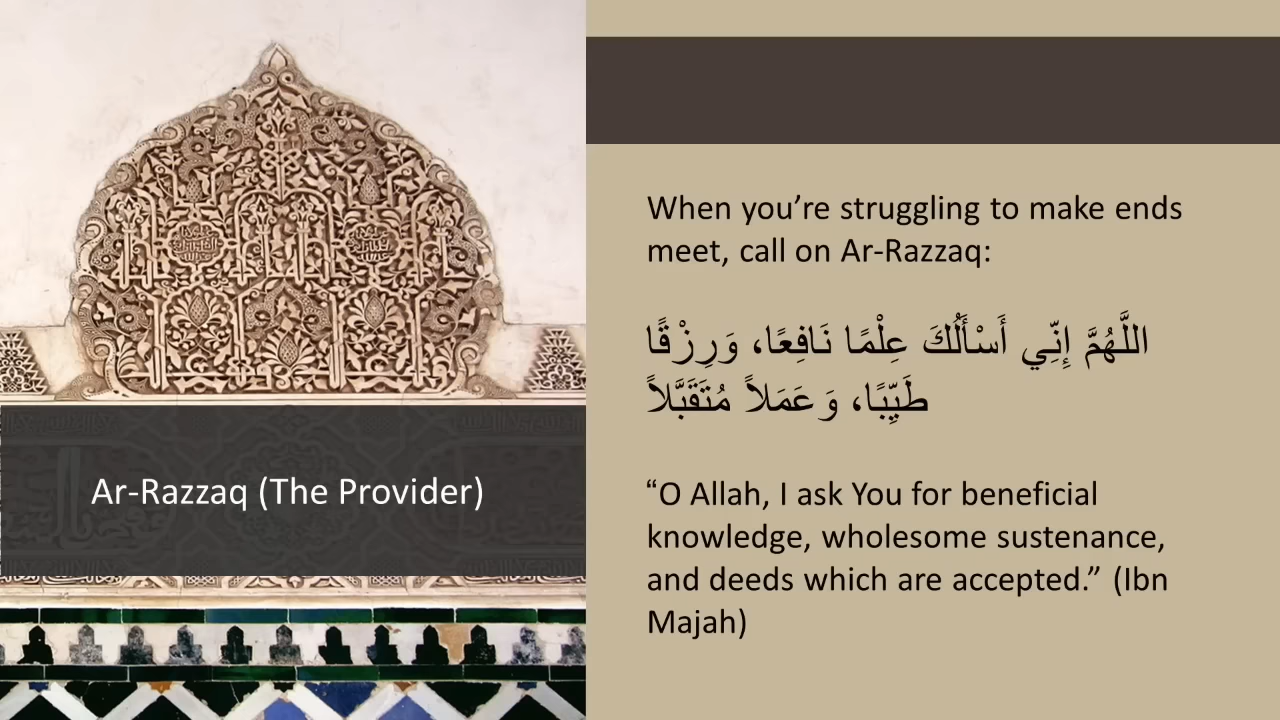 Ar-Razzaq (The Provider)
When you’re struggling to make ends
meet, call on Ar-Razzaq:
اللَّهُمَّ إِنِّي أَسْأَلُكَ عِلْمًا نَافِعًا، وَرِزْقًا
طَيِّبًا، وَعَمَلاً مُتَقَبَّلاً
“O Allah, I ask You for beneficial
knowledge, wholesome sustenance,
and deeds which are accepted.” (Ibn
Majah)